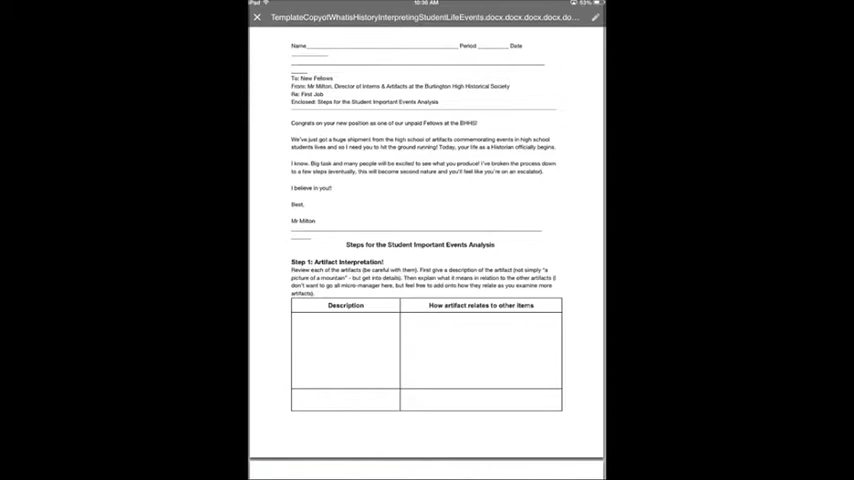 iPad
10:36 AM
53%
TemplateCopyofWhatisHistoryInterpretingStudentLifeEvents.docx.docx.docx.docx.do...
Name Period Date
To: New Fellows
From: Mr Milton, Director of Interns & Artifacts at the Burlington High Historical Society
Re: First Job
Enclosed: Steps for the Student Important Events Analysis
Congrats on your new position as one of our unpaid Fellows at the BHHS!
We've just got a huge shipment from the high school of artifacts commemorating events in high school
students lives and so I need you to hit the ground running! Today, your life as a Historian officially begins.
I know. Big task and many people will be excited to see what you produce! I've broken the process down
to a few steps (eventually, this will become second nature and you'll feel like you're on an escalator).
I believe in you!!
Best,
Mr Milton
Steps for the Student Important Events Analysis
Step 1: Artifact Interpretation!
Review each of the artifacts (be careful with them). First give a description of the artifact (not simply "a
picture of a mountain" - but get into details). Then explain what it means in relation to the other artifacts (I
don't want to go all micro-manager here, but feel free to add onto how they relate as you examine more
artifacts).
Description How artifact relates to other items